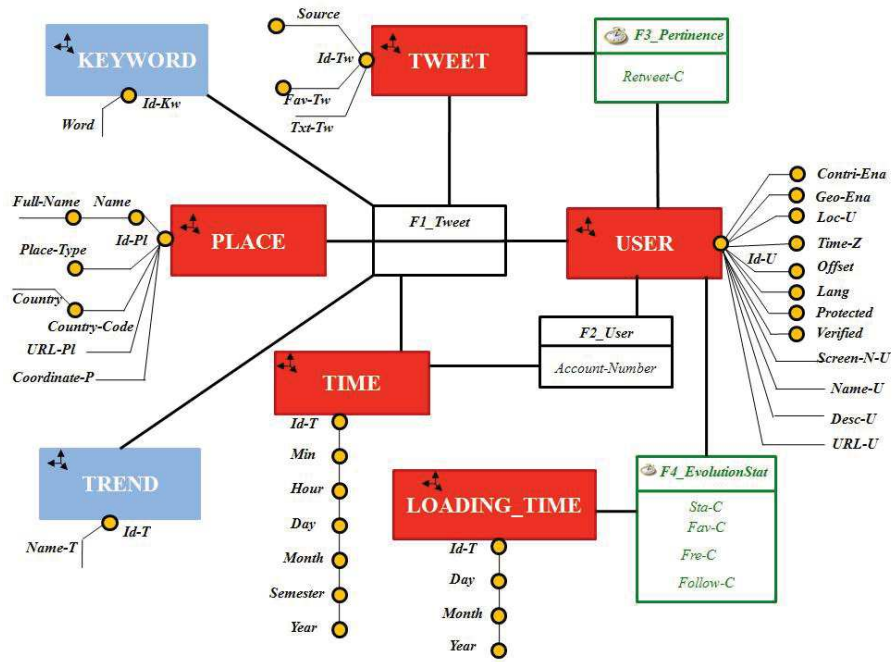 Source
F3_Pertinence
KEYWORD
Id-Tw
TWEET
Retweet-C
Fav-Tw
Id-Kw
Txt-Tw
Word
Contri-Ena
Geo-Ena
Full-Name
Name
Loc-U
F1_Tweet
Id-Pl
PLACE
USER
Time-Z
Place-Type
Id-U
Offset
Country
Lang
Country-Code
Protected
F2_User
Verified
URL-Pl
Screen-N-U
Account-Number
Coordinate-P
TIME
Name-U
Id-T
Desc-U
Min
URL-U
TREND
Hour
F4_EvolutionStat
LOADING_TIME
Sta-C
Id-T
Day
Fav-C
Name-T
Id-T
Month
Fre-C
Day
Follow-C
Semester
Month
Year
Year